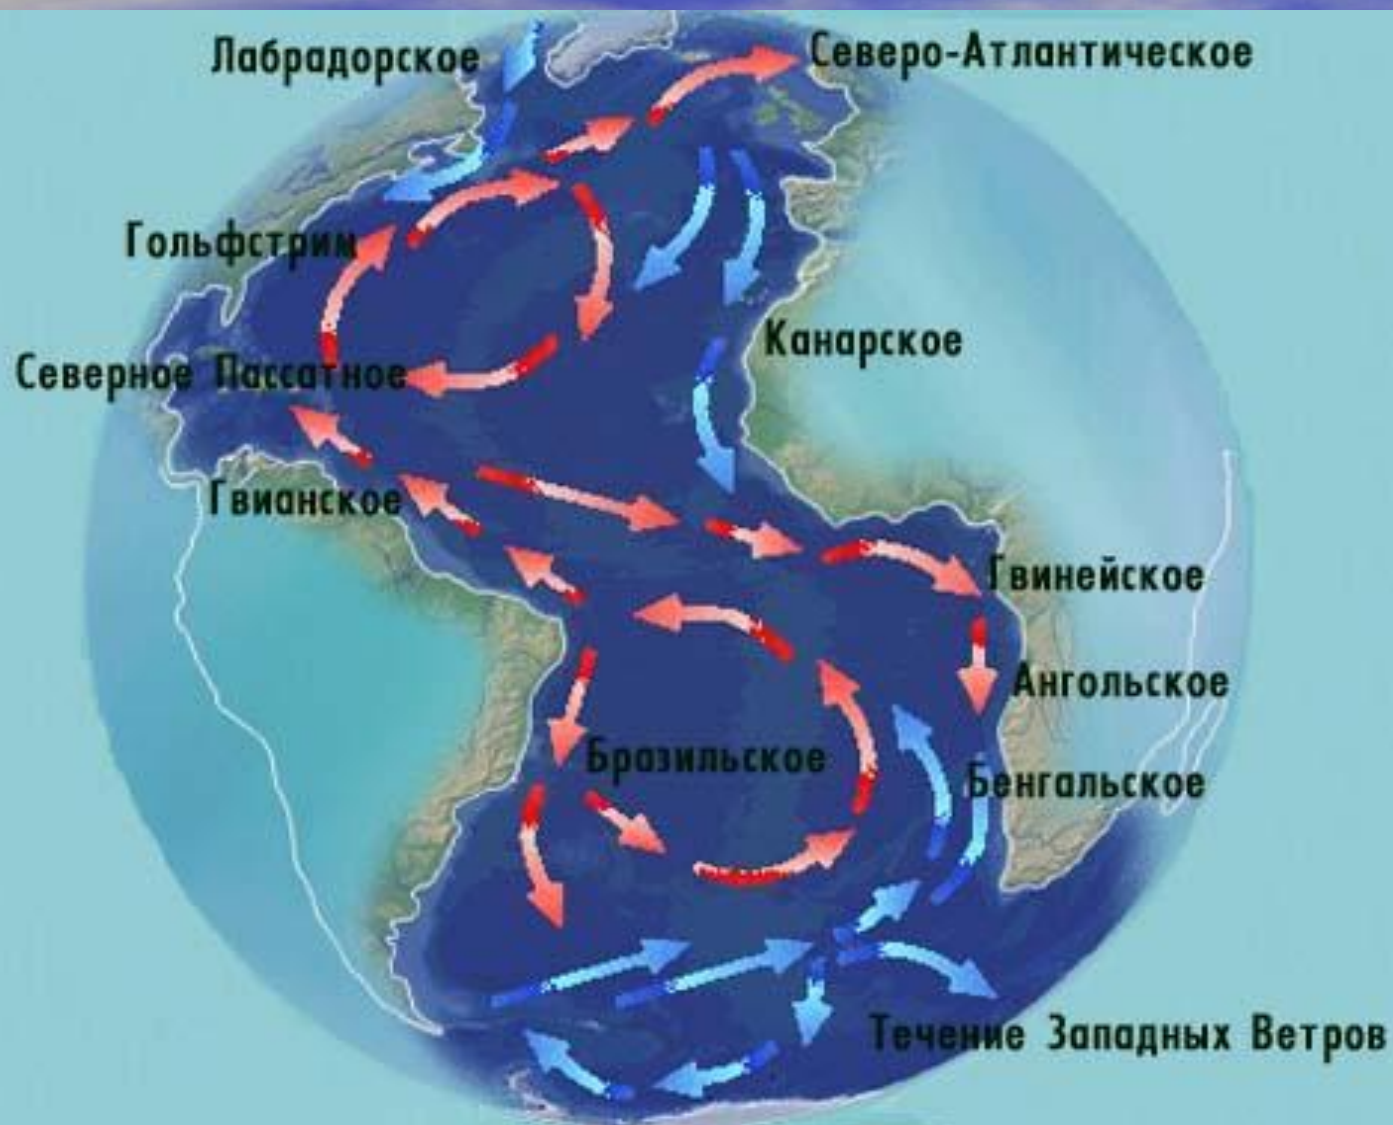 Лабрадорское
Северо-Атлантическое
Гольфстрим
Канарское
Северное Пассатное
Гвианское
Гвинейское
Ангольское
Бразильское
Бенгальское
Течение Западных Ветров